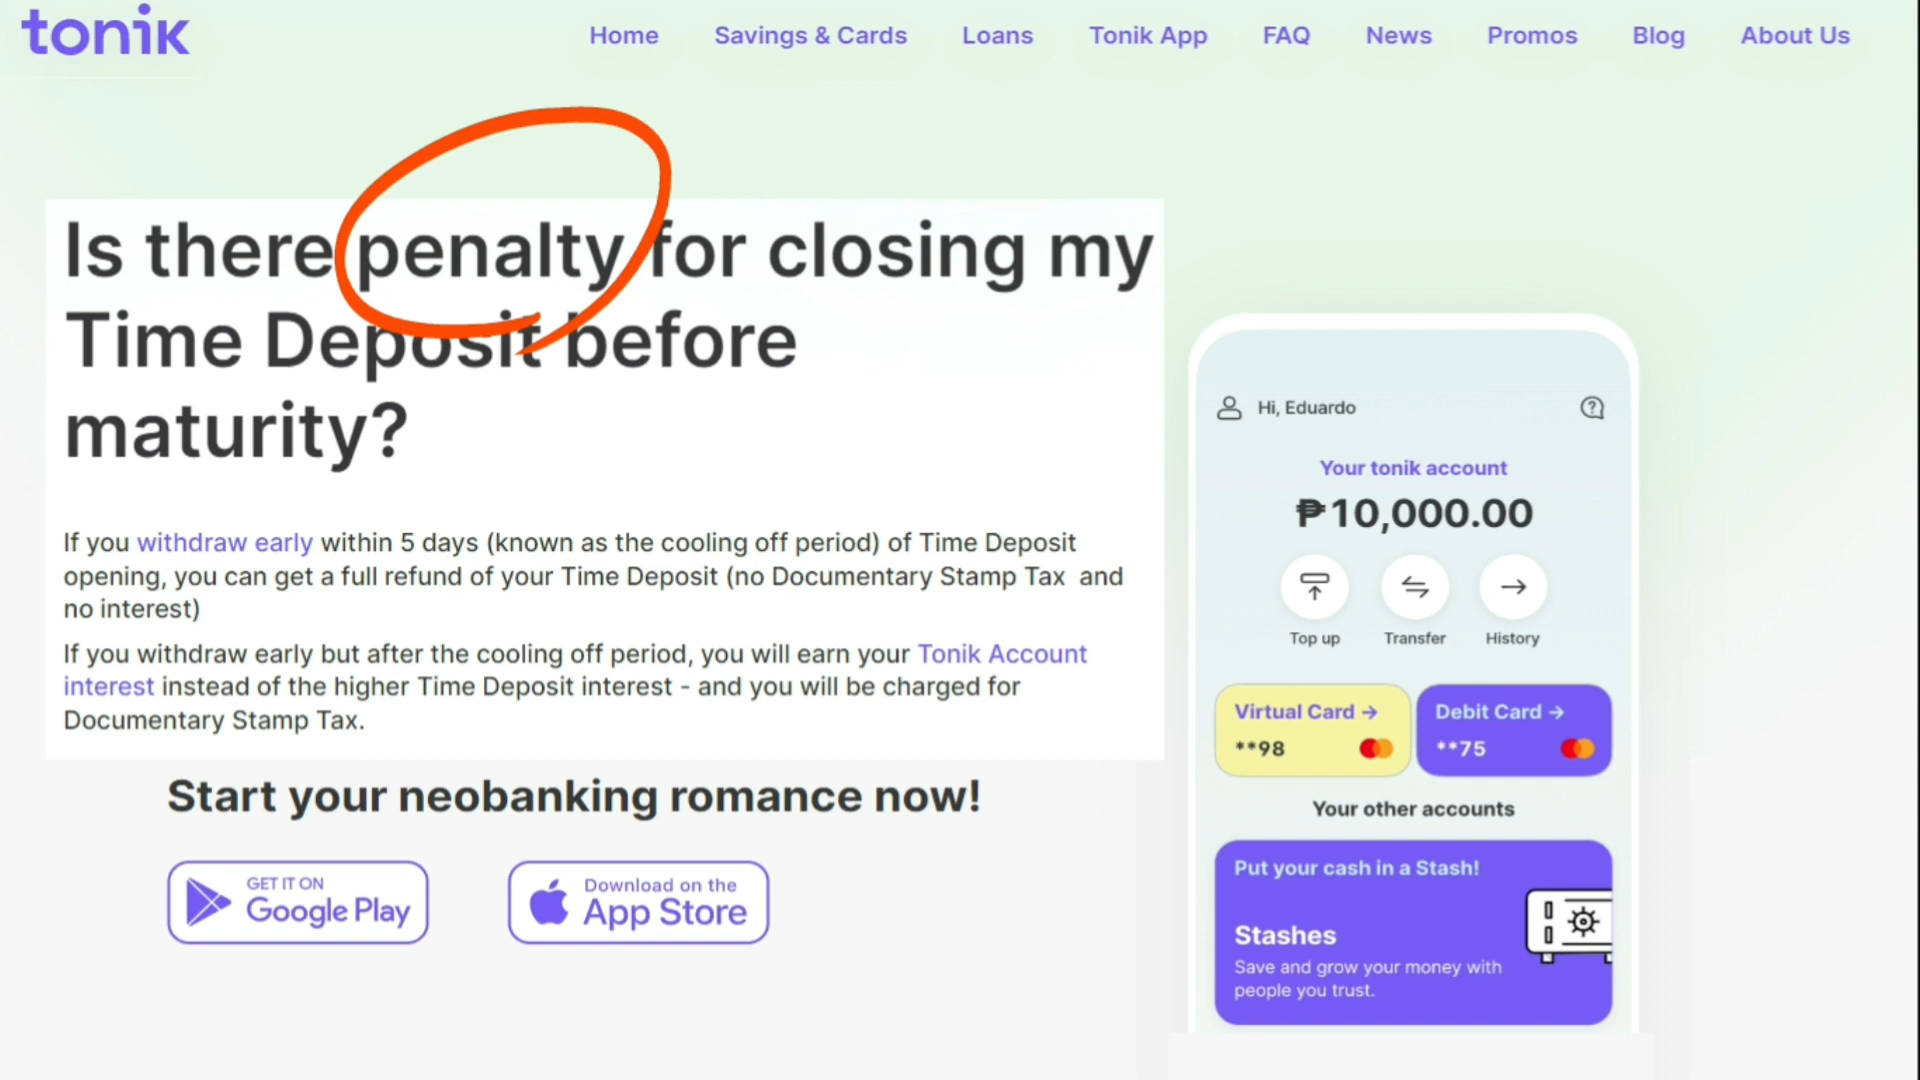 tonik
Home Savings & Cards Loans Tonik App FAQ News Promos Blog About Us
Is there penalty for closing my
Time Deposit before
maturity?
If you withdraw early within 5 days (known as the cooling off period) of Time Deposit
opening, you can get a full refund of your Time Deposit (no Documentary Stamp Tax and
no interest)
If you withdraw early but after the cooling off period, you will earn your Tonik Account
interest instead of the higher Time Deposit interest - and you will be charged for
Documentary Stamp Tax.
Start your neobanking romance now!
GET IT ON
Google Play
Download on the
App Store
Hi, Eduardo
?
Your tonik account
₱10,000.00
Top up Transfer History
Virtual Card → Debit Card →
**98 **75
Your other accounts
Put your cash in a Stash!
Stashes
Save and grow your money with
people you trust.